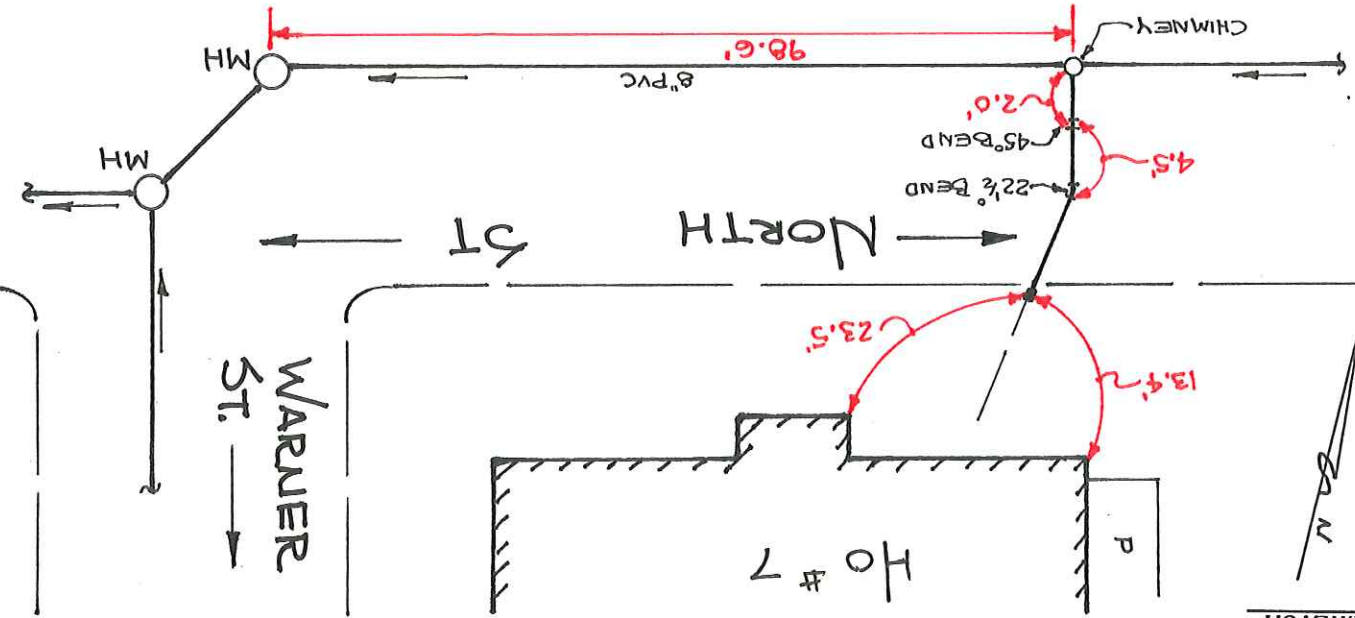 N
P
Ho # 7
WARNER
ST.
13.4'
23.5'
NORTH ST
22½° BEND
4.5'
MH
45° BEND
2.0'
8" PVC
MH
98.6'
CHIMNEY